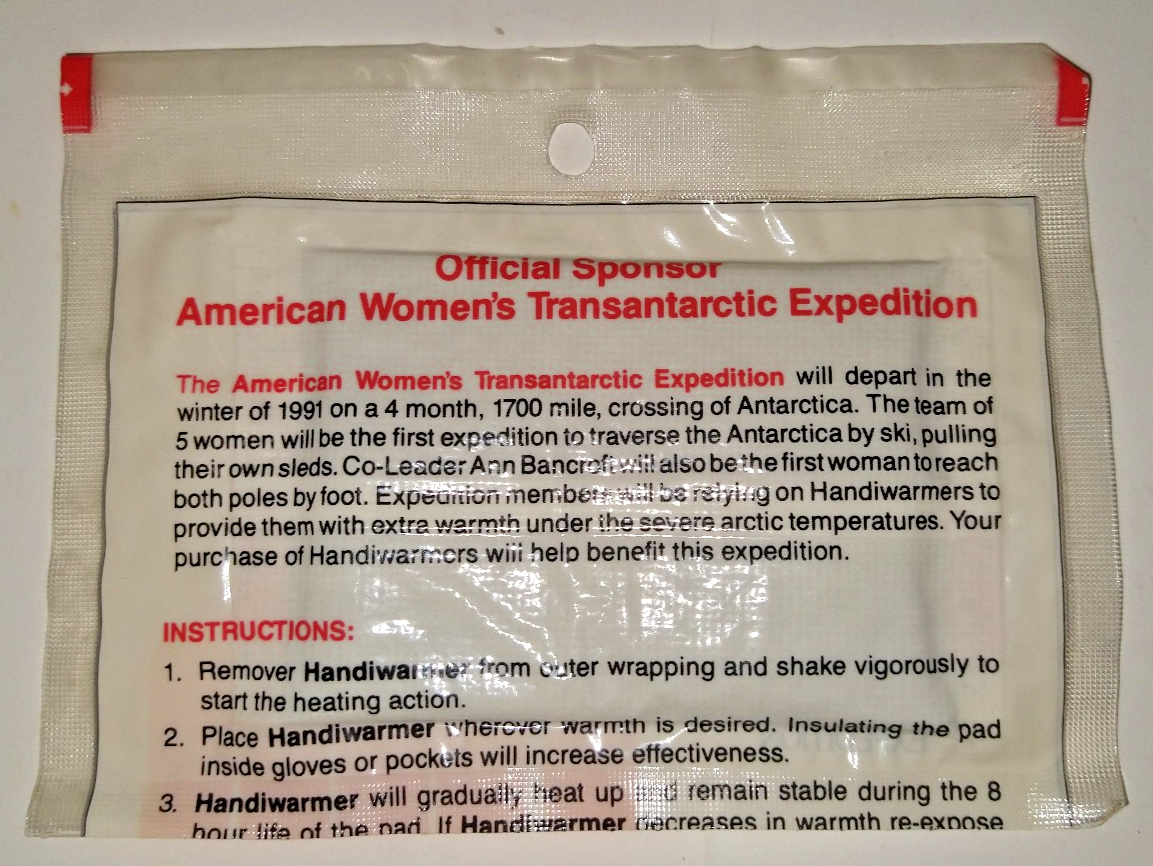 Official Sponsor
American Women's Transantarctic Expedition
The American Women's Transantarctic Expedition will depart in the
winter of 1991 on a 4 month, 1700 mile, crossing of Antarctica. The team of
5 women will be the first expedition to traverse the Antarctica by ski, pulling
their own sleds. Co-Leader Ann Bancroft will also be the first woman to reach
both poles by foot. Expedition members will be relying on Handiwarmers to
provide them with extra warmth under the severe arctic temperatures. Your
purchase of Handiwarmers will help benefit this expedition.
INSTRUCTIONS:
1. Remover Handiwarmer from outer wrapping and shake vigorously to
start the heating action.
2. Place Handiwarmer wherever warmth is desired. Insulating the pad
inside gloves or pockets will increase effectiveness.
3. Handiwarmer will gradually heat up and remain stable during the 8
hour life of the pad. If Handiwarmer decreases in warmth re-expose